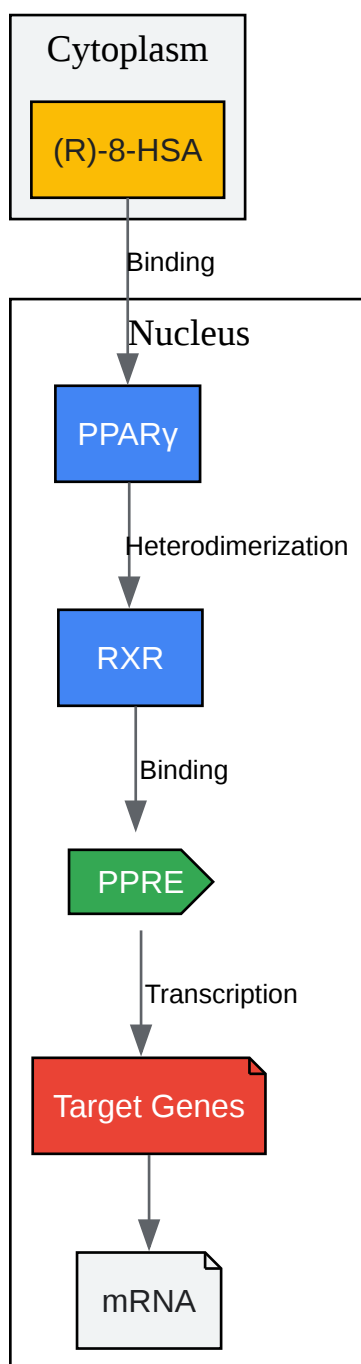 Cytoplasm
(R)-8-HSA
Binding
Nucleus
PPARγ
Heterodimerization
RXR
Binding
PPRE
Transcription
Target Genes
mRNA